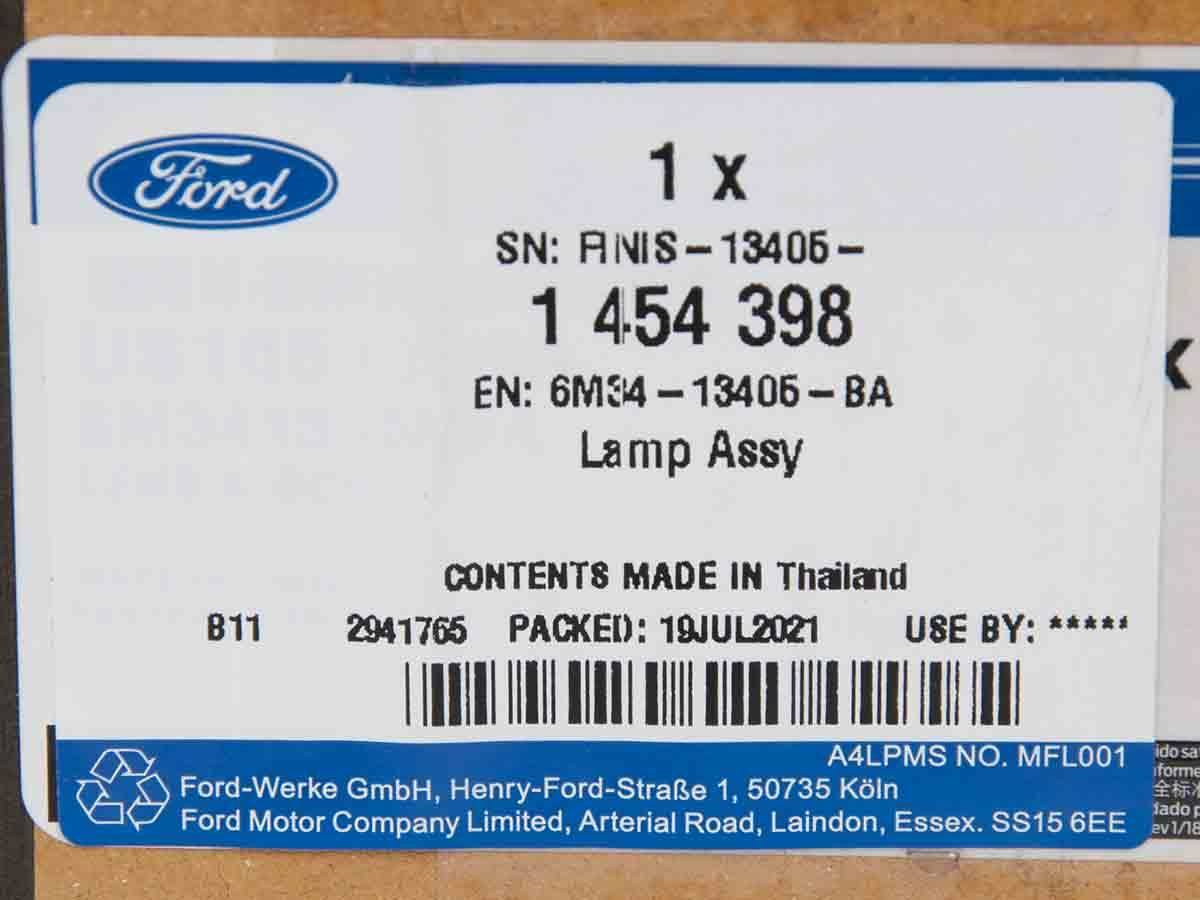 Ford
1 x
SN: FINIS-13405-
1 454 398
EN: 6M34-13405-BA
Lamp Assy
CONTENTS MADE IN Thailand
B11 2941765 PACKED: 19JUL2021 USE BY: *****
A4LPMS NO. MFL001
Ford-Werke GmbH, Henry-Ford-Straße 1, 50735 Köln
Ford Motor Company Limited, Arterial Road, Laindon, Essex. SS15 6EE